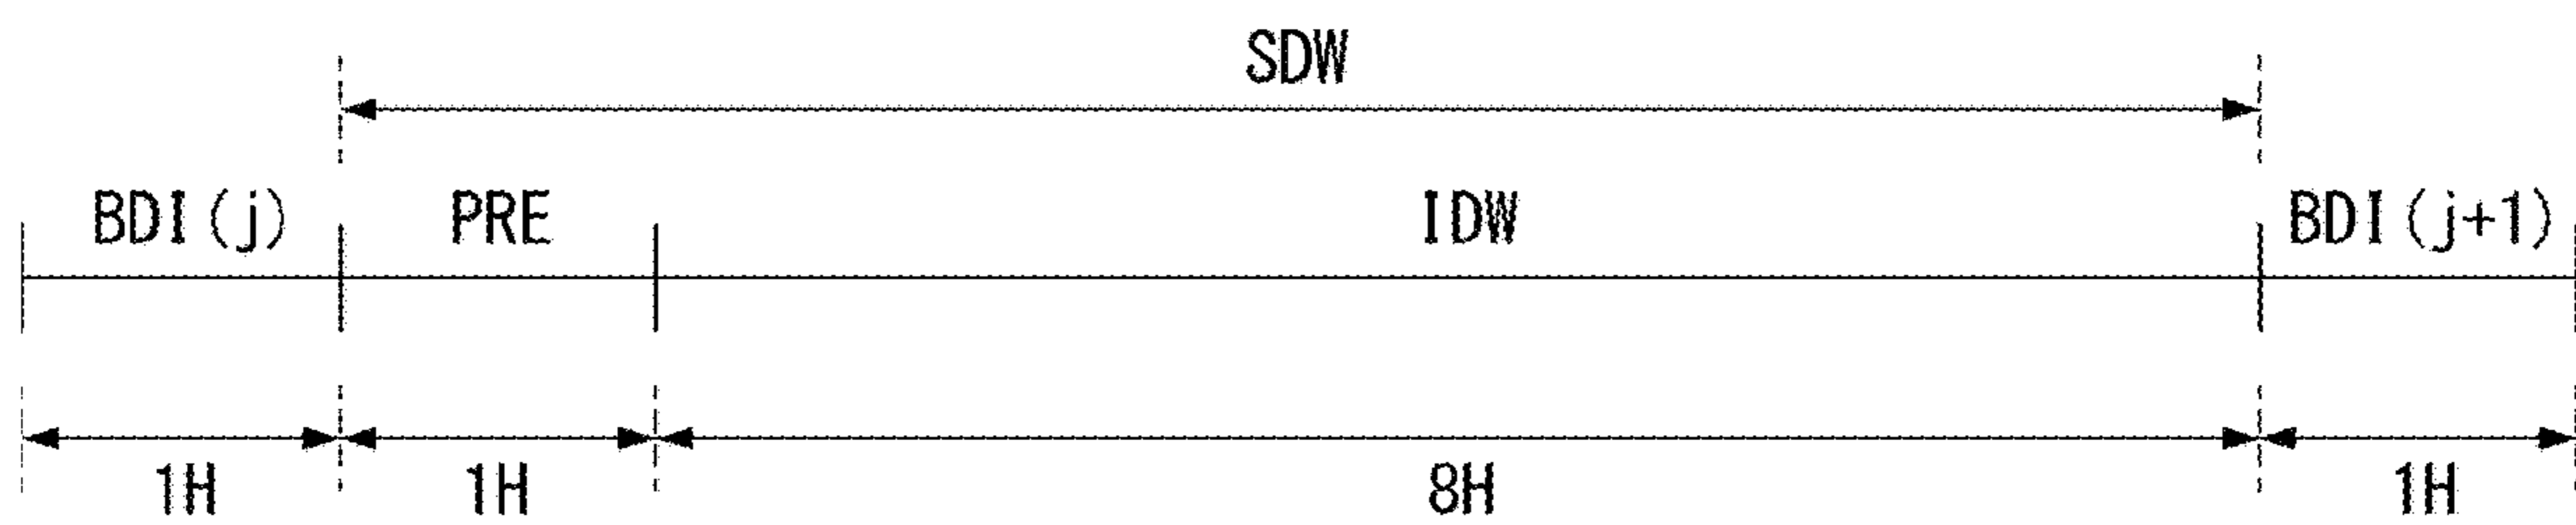 SDW
BDI(j) PRE IDW BDI(j+1)
1H 1H 8H 1H